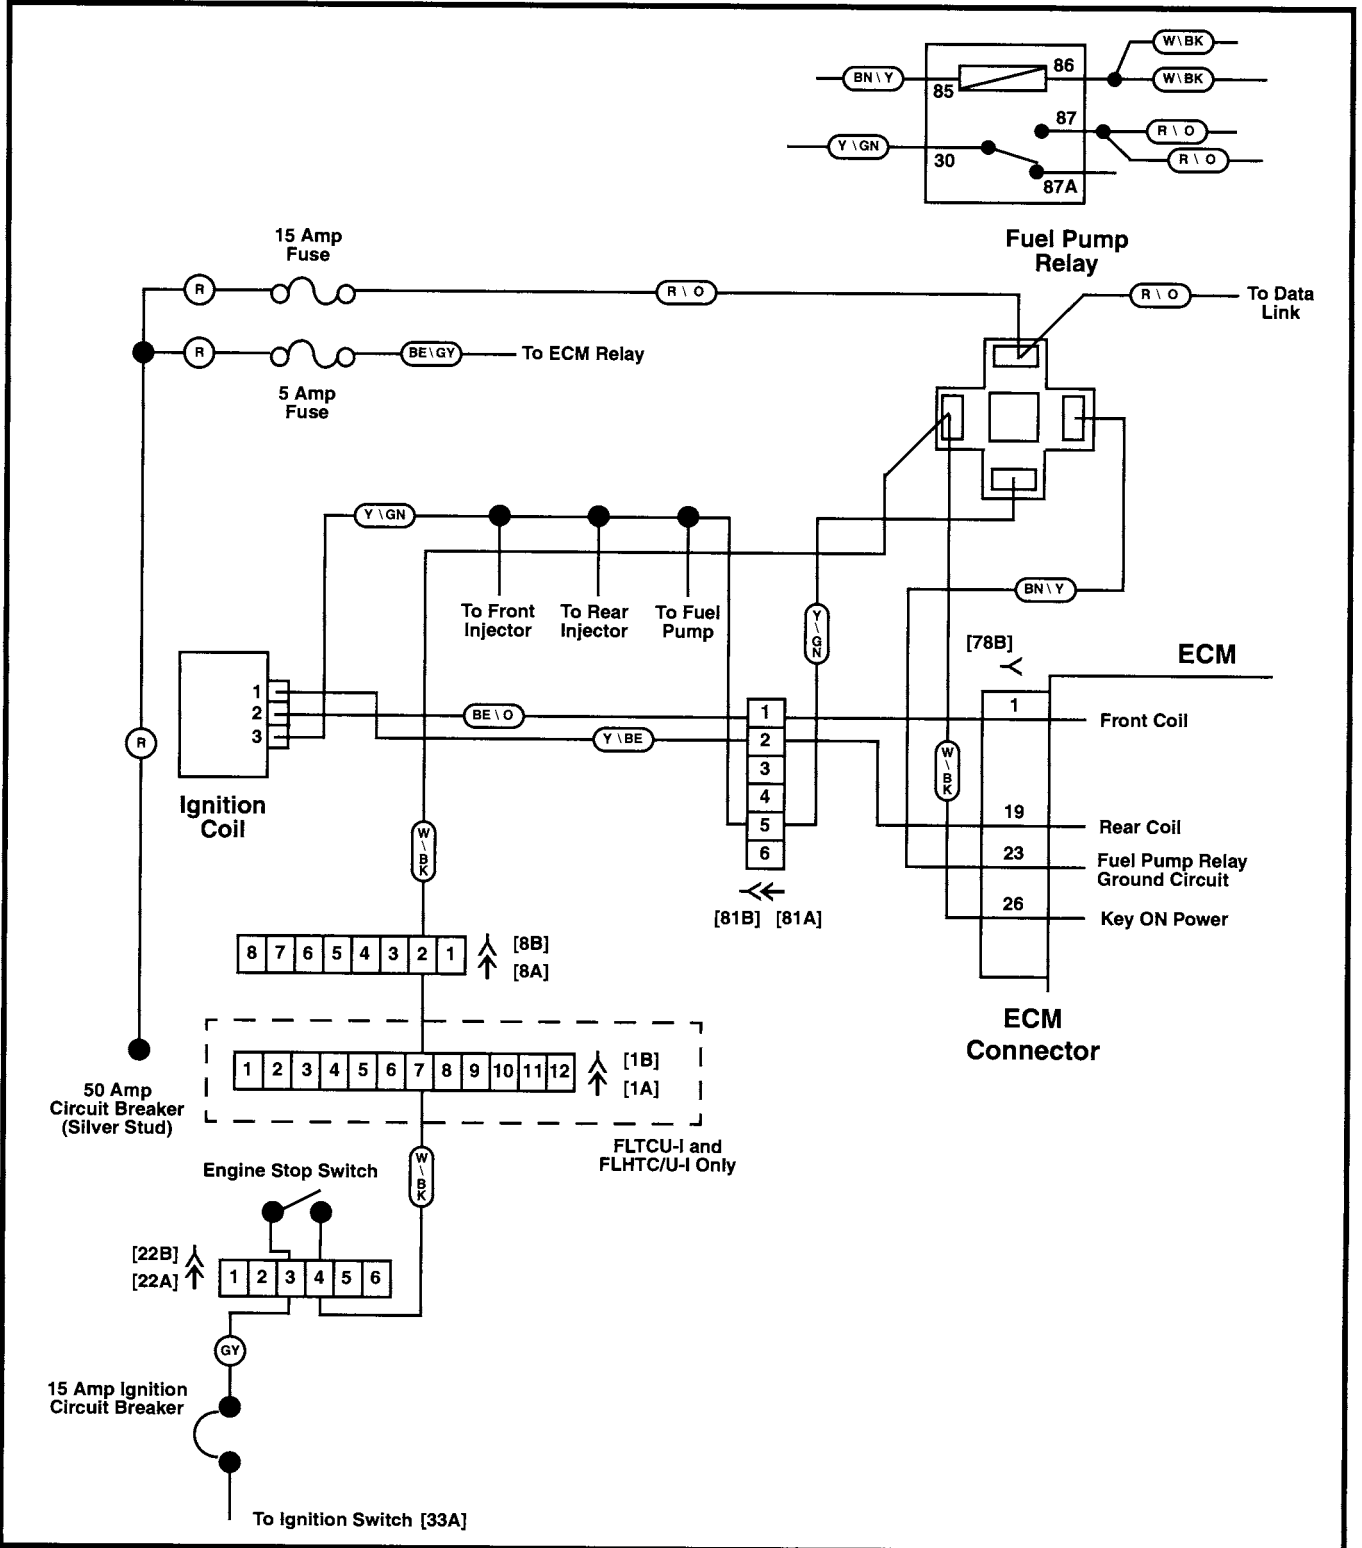 W\BK
86
BN\Y
W\BK
85
87
R\O
Y\GN
30
R\O
87A
Fuel Pump
Relay
15 Amp
Fuse
R
R\O
R\O
To Data
Link
R
BE\GY
To ECM Relay
5 Amp
Fuse
Y\GN
To Front
Injector
To Rear
Injector
To Fuel
Pump
Y\GN
BN\Y
[78B]
ECM
1
2
3
Ignition
Coil
R
BE\O
Y\BE
1
2
3
4
5
6
[81B] [81A]
W\BK
1
Front Coil
19
Rear Coil
23
Fuel Pump Relay
Ground Circuit
26
Key ON Power
ECM
Connector
W\BK
8 7 6 5 4 3 2 1
[8B]
[8A]
1 2 3 4 5 6 7 8 9 10 11 12
[1B]
[1A]
50 Amp
Circuit Breaker
(Silver Stud)
FLTCU-I and
FLHTC/U-I Only
Engine Stop Switch
W\BK
[22B]
[22A]
1 2 3 4 5 6
GY
15 Amp Ignition
Circuit Breaker
To Ignition Switch [33A]